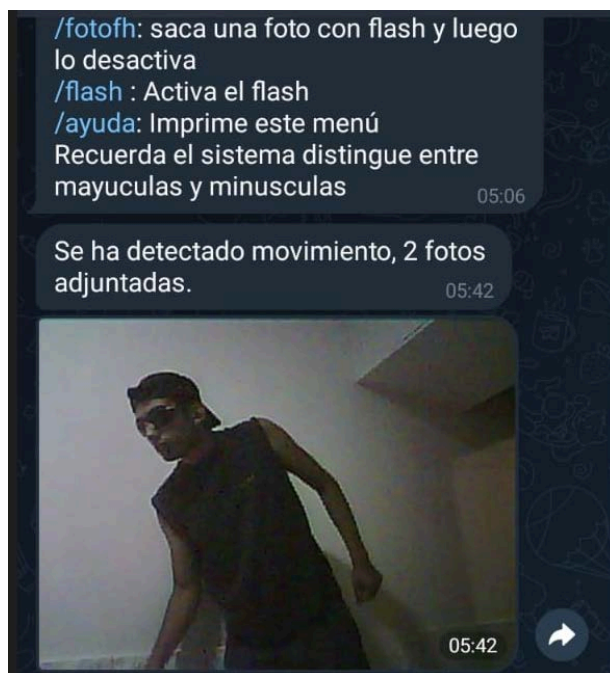 /fotofh: saca una foto con flash y luego
lo desactiva
/flash : Activa el flash
/ayuda: Imprime este menú
Recuerda el sistema distingue entre
mayuculas y minusculas
05:06
Se ha detectado movimiento, 2 fotos
adjuntadas.
05:42
05:42